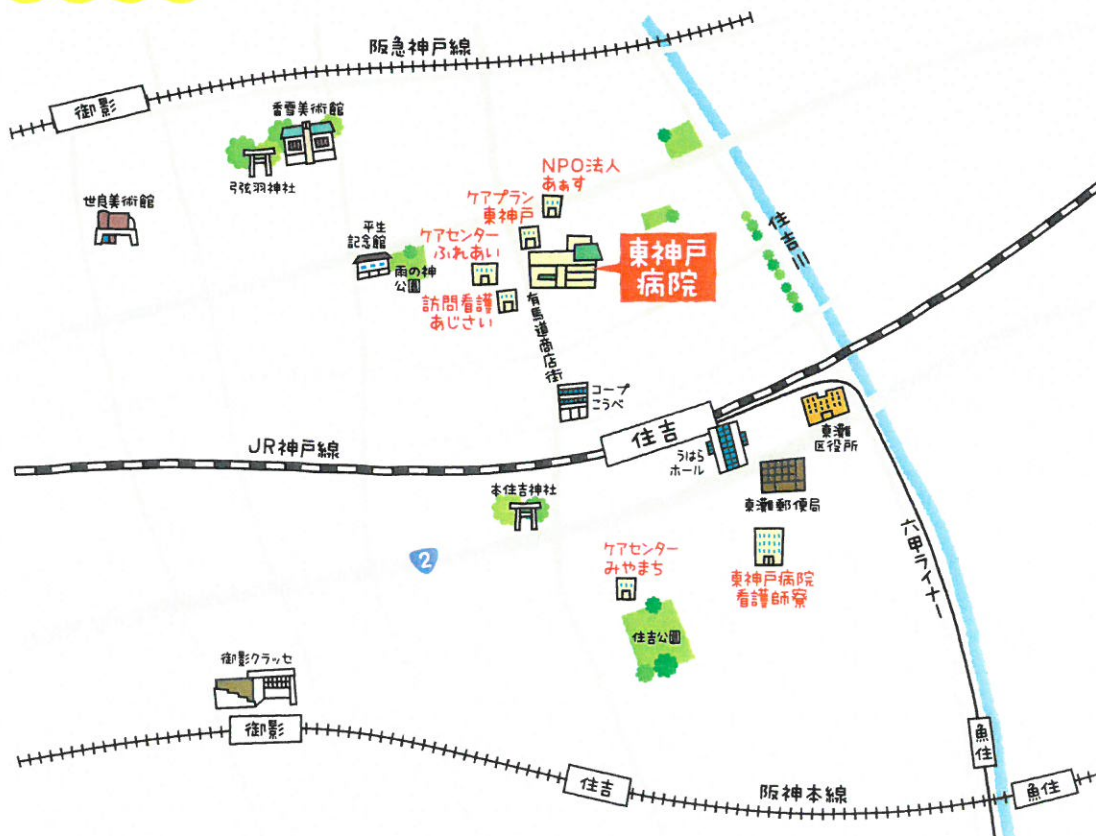 阪急神戸線
御影
香雪美術館
弓弦羽神社
世良美術館
NPO法人
あぁす
ケアプラン
東神戸
平生
記念館
ケアセンター
ふれあい
雨の神
公園
訪問看護
あじさい
東神戸
病院
住吉川
有馬道商店街
コープ
こうべ
住吉
JR神戸線
うはら
ホール
東灘
区役所
東灘郵便局
本住吉神社
2
ケアセンター
みやまち
東神戸病院
看護師寮
六甲ライナー
住吉公園
御影クラッセ
御影
住吉
阪神本線
魚住
魚住